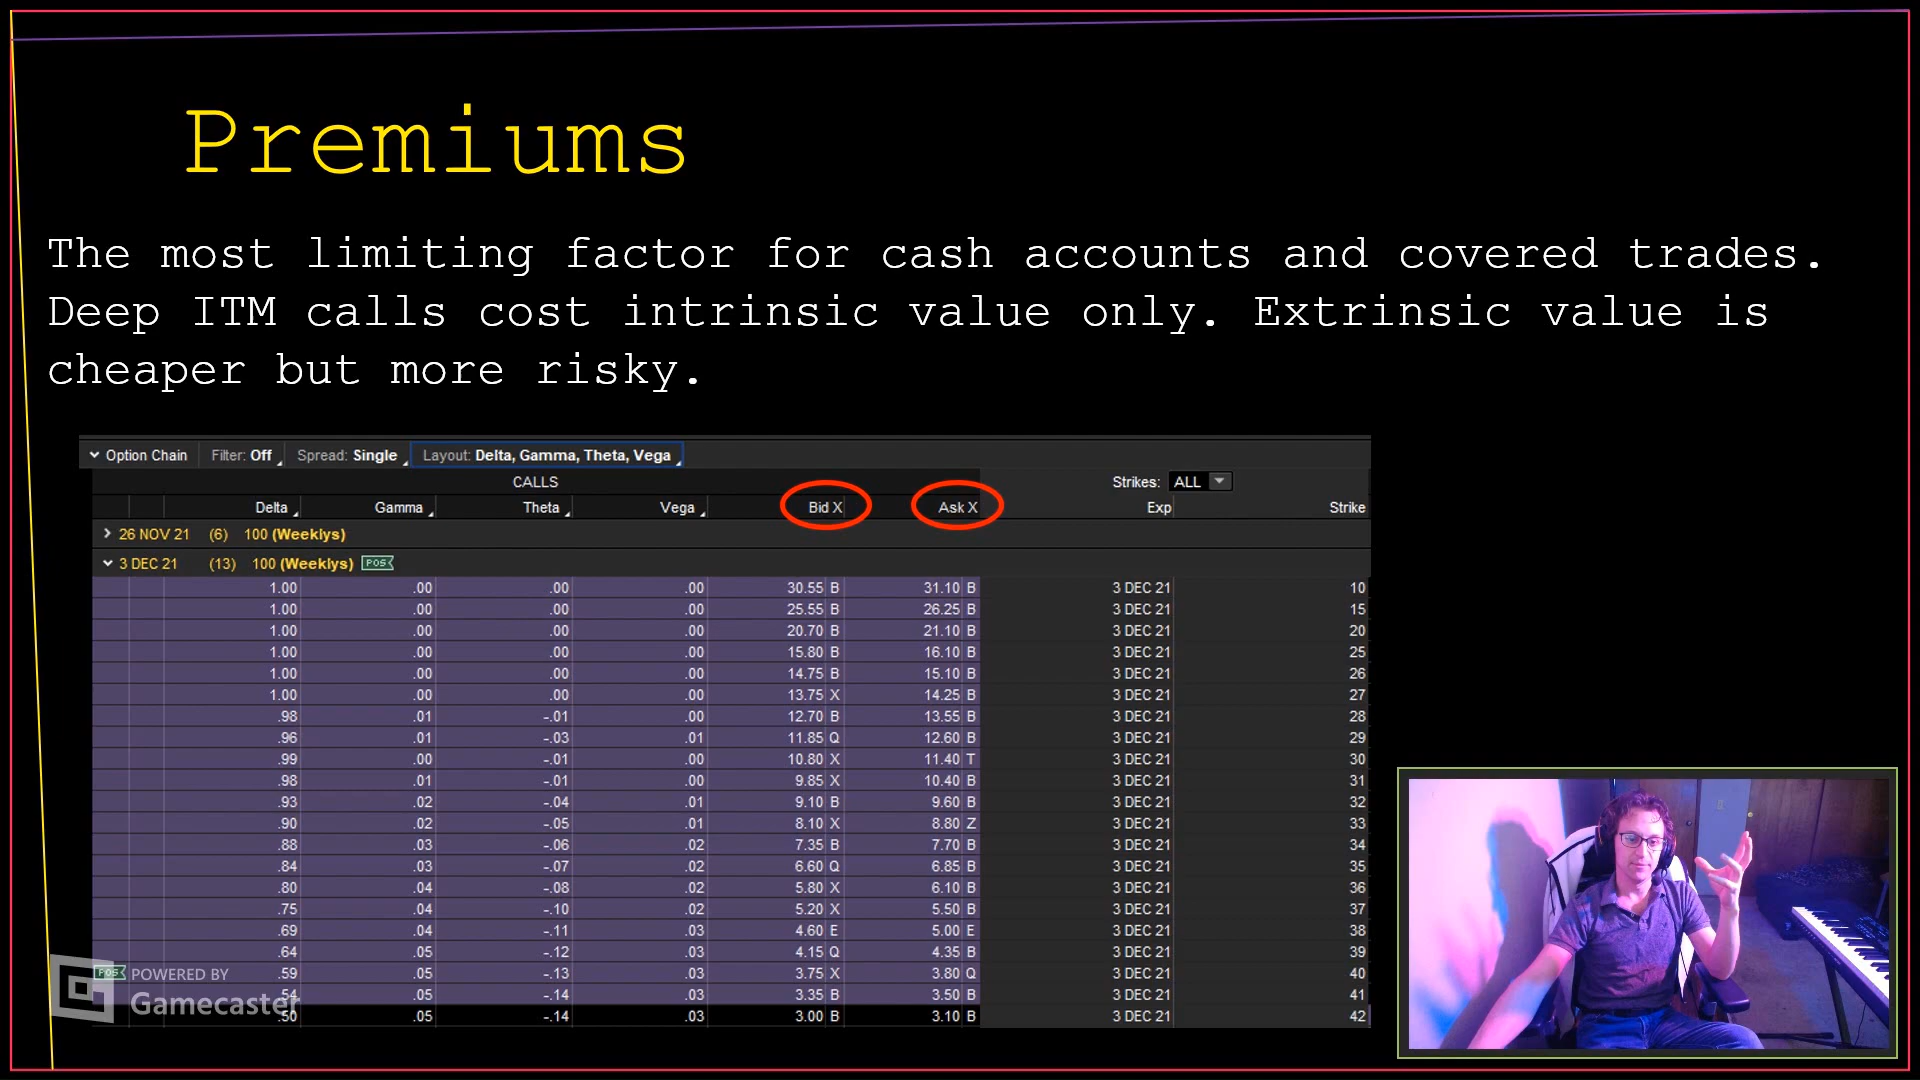 Premiums
The most limiting factor for cash accounts and covered trades.
Deep ITM calls cost intrinsic value only. Extrinsic value is
cheaper but more risky.
Option Chain Filter: Off Spread: Single Layout: Delta, Gamma, Theta, Vega
CALLS Strikes: ALL
Delta Gamma Theta Vega Bid X Ask X Exp Strike
26 NOV 21 (6) 100 (Weeklys)
3 DEC 21 (13) 100 (Weeklys) POS
1.00 .00 .00 .00 30.55 B 31.10 B 3 DEC 21 10
1.00 .00 .00 .00 25.55 B 26.25 B 3 DEC 21 15
1.00 .00 .00 .00 20.70 B 21.10 B 3 DEC 21 20
1.00 .00 .00 .00 15.80 B 16.10 B 3 DEC 21 25
1.00 .00 .00 .00 14.75 B 15.10 B 3 DEC 21 26
1.00 .00 .00 .00 13.75 X 14.25 B 3 DEC 21 27
.98 .01 -.01 .00 12.70 B 13.55 B 3 DEC 21 28
.96 .01 -.03 .01 11.85 Q 12.60 B 3 DEC 21 29
.99 .00 -.01 .00 10.80 X 11.40 T 3 DEC 21 30
.98 .01 -.01 .00 9.85 X 10.40 B 3 DEC 21 31
.93 .02 -.04 .01 9.10 B 9.60 B 3 DEC 21 32
.90 .02 -.05 .01 8.10 X 8.80 Z 3 DEC 21 33
.88 .03 -.06 .02 7.35 B 7.70 B 3 DEC 21 34
.84 .03 -.07 .02 6.60 Q 6.85 B 3 DEC 21 35
.80 .04 -.08 .02 5.80 X 6.10 B 3 DEC 21 36
.75 .04 -.10 .02 5.20 X 5.50 B 3 DEC 21 37
.69 .04 -.11 .03 4.60 E 5.00 E 3 DEC 21 38
.64 .05 -.12 .03 4.15 Q 4.35 B 3 DEC 21 39
POS .59 .05 -.13 .03 3.75 X 3.80 Q 3 DEC 21 40
.54 .05 -.14 .03 3.35 B 3.50 B 3 DEC 21 41
.50 .05 -.14 .03 3.00 B 3.10 B 3 DEC 21 42
POWERED BY
Gamecaster